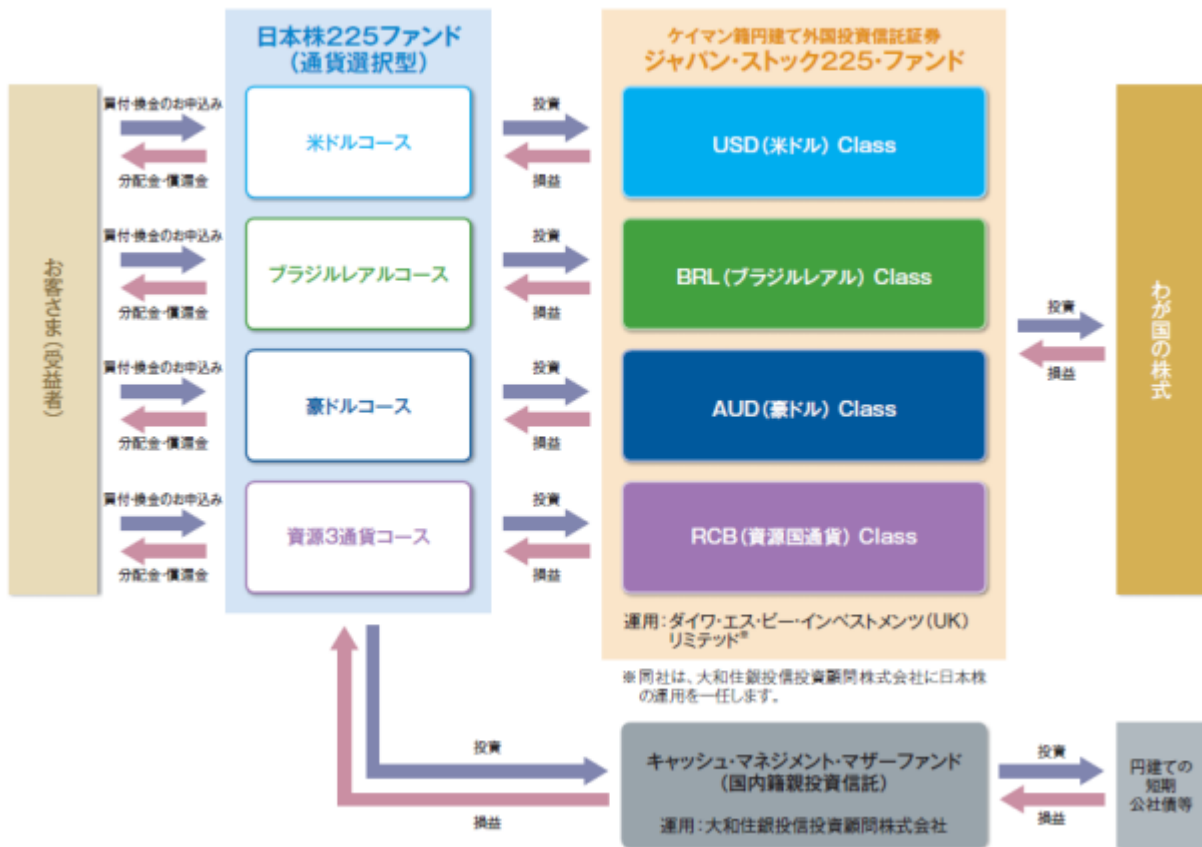 日本株225ファンド
(通貨選択型)
ケイマン籍円建て外国投資信託証券
ジャパン・ストック225・ファンド
お客さま(受益者)
買付・換金のお申込み
分配金・償還金
米ドルコース
投資
損益
USD(米ドル) Class
買付・換金のお申込み
分配金・償還金
ブラジルレアルコース
投資
損益
BRL(ブラジルレアル) Class
買付・換金のお申込み
分配金・償還金
豪ドルコース
投資
損益
AUD(豪ドル) Class
買付・換金のお申込み
分配金・償還金
資源3通貨コース
投資
損益
RCB(資源国通貨) Class
投資
損益
わが国の株式
運用:ダイワ・エス・ビー・インベストメンツ(UK)
リミテッド※
※同社は、大和住銀投信投資顧問株式会社に日本株
の運用を一任します。
投資
損益
キャッシュ・マネジメント・マザーファンド
(国内籍親投資信託)
運用:大和住銀投信投資顧問株式会社
投資
損益
円建ての
短期
公社債等